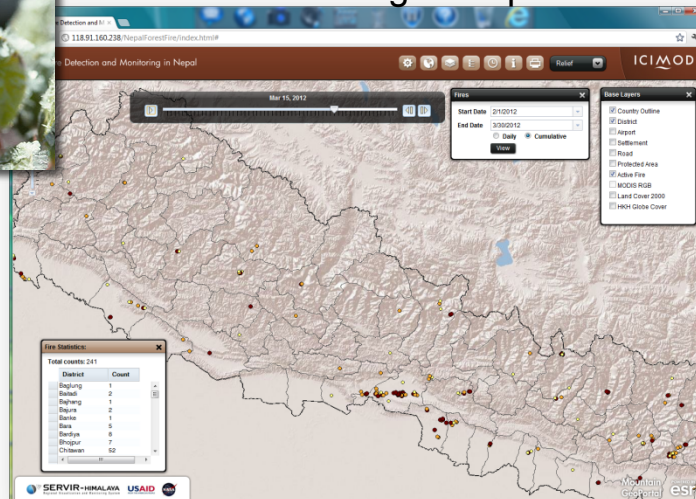 118.91.160.238/NepalForestFire/index.html#
Detection and Monitoring in Nepal
Relief
ICIMOD
Mar 15, 2012
Fires
Start Date 2/1/2012
End Date 3/30/2012
Daily Cumulative
View
Base Layers
Country Outline
District
Airport
Settlement
Road
Protected Area
Active Fire
MODIS RGB
Land Cover 2000
HKH Globe Cover
Fire Statistics:
Total counts: 241
District Count
Baglung 1
Baitadi 2
Bajhang 1
Bajura 2
Banke 1
Bara 5
Bardiya 8
Bhojpur 7
Chitawan 52
SERVIR-HIMALAYA
USAID
NASA
Mountain
GeoPortal
esri